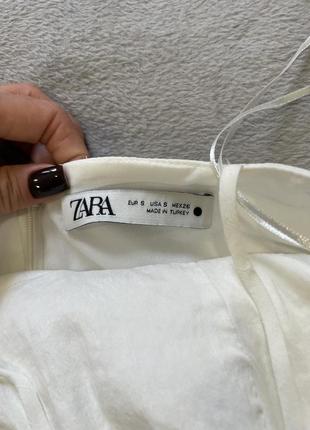 ZARA
EUR S USA S MEX 26
MADE IN TURKEY